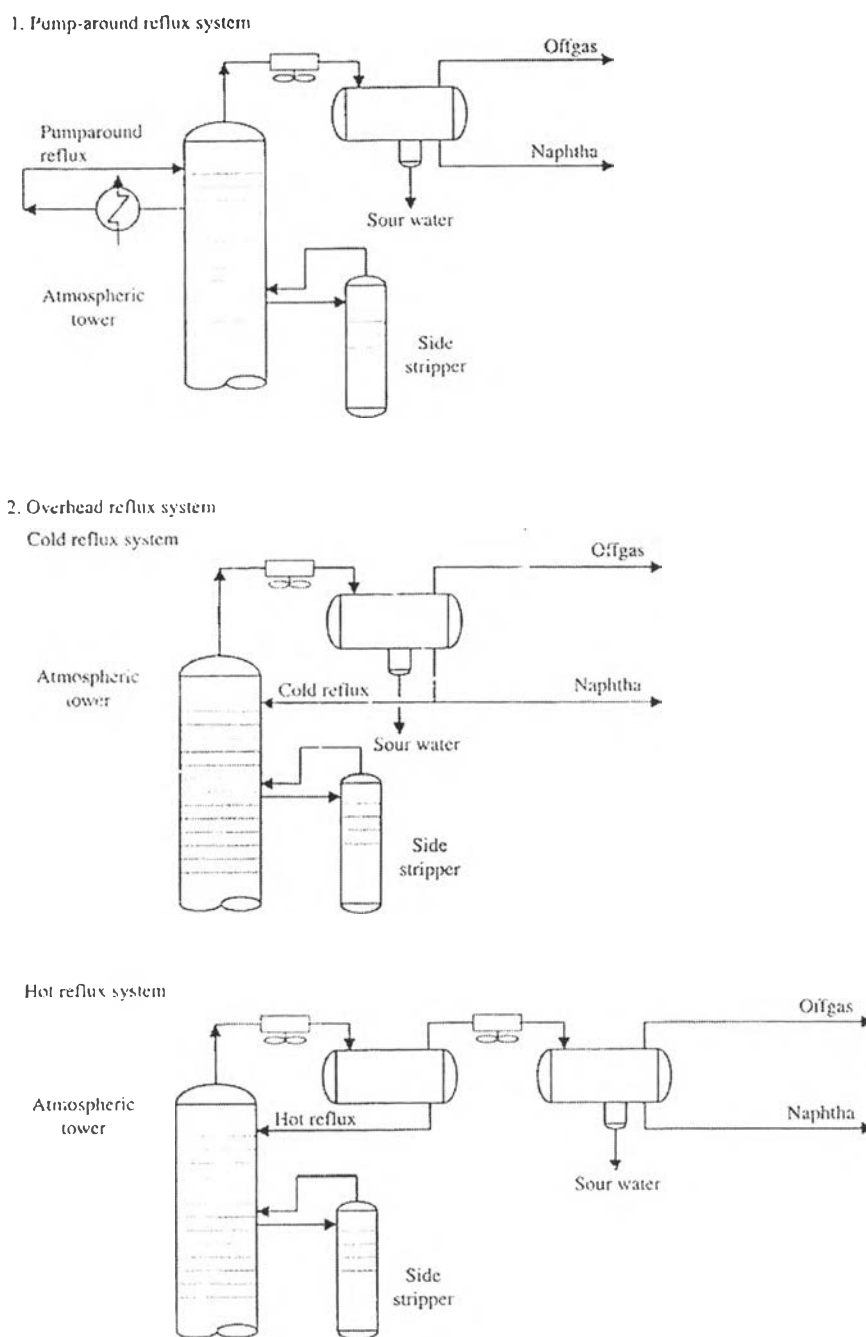 1. Pump-around reflux system
Offgas
Pumparound
reflux
Naphtha
Sour water
Atmospheric
tower
Side
stripper
2. Overhead reflux system
Cold reflux system
Offgas
Atmospheric
tower
Cold reflux
Naphtha
Sour water
Side
stripper
Hot reflux system
Offgas
Atmospheric
tower
Hot reflux
Naphtha
Sour water
Side
stripper